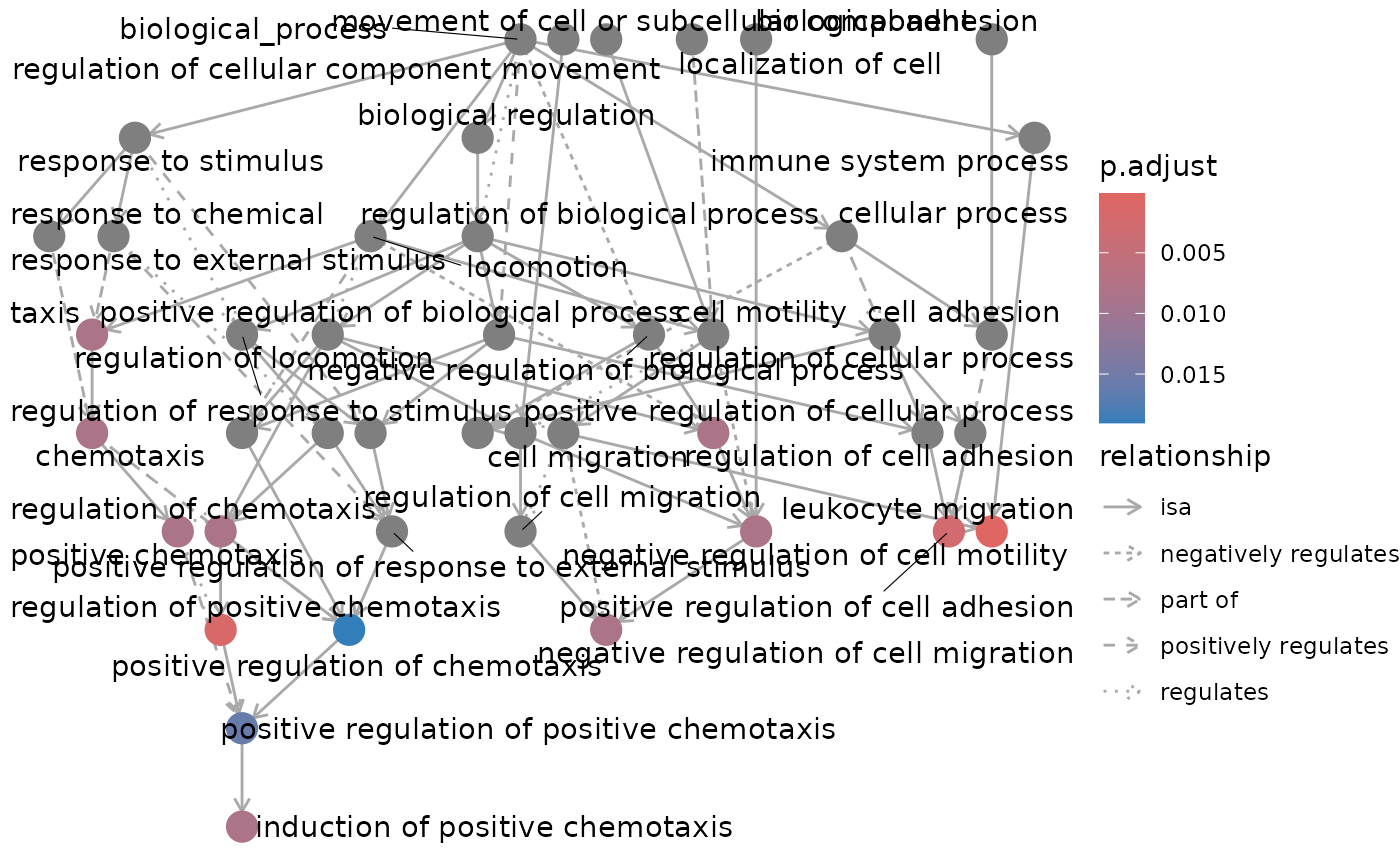 movement of cell or subcellular component
biological adhesion
biological_process
localization of cell
regulation of cellular component movement
biological regulation
response to stimulus
immune system process
response to chemical
regulation of biological process
cellular process
response to external stimulus
locomotion
taxis
positive regulation of biological process
cell motility
cell adhesion
regulation of locomotion
regulation of cellular process
negative regulation of biological process
regulation of response to stimulus
positive regulation of cellular process
chemotaxis
cell migration
regulation of cell adhesion
regulation of cell migration
regulation of chemotaxis
leukocyte migration
positive chemotaxis
negative regulation of cell motility
positive regulation of response to external stimulus
regulation of positive chemotaxis
positive regulation of cell adhesion
positive regulation of chemotaxis
negative regulation of cell migration
positive regulation of positive chemotaxis
induction of positive chemotaxis
p.adjust
0.005
0.010
0.015
relationship
isa
negatively regulates
part of
positively regulates
regulates